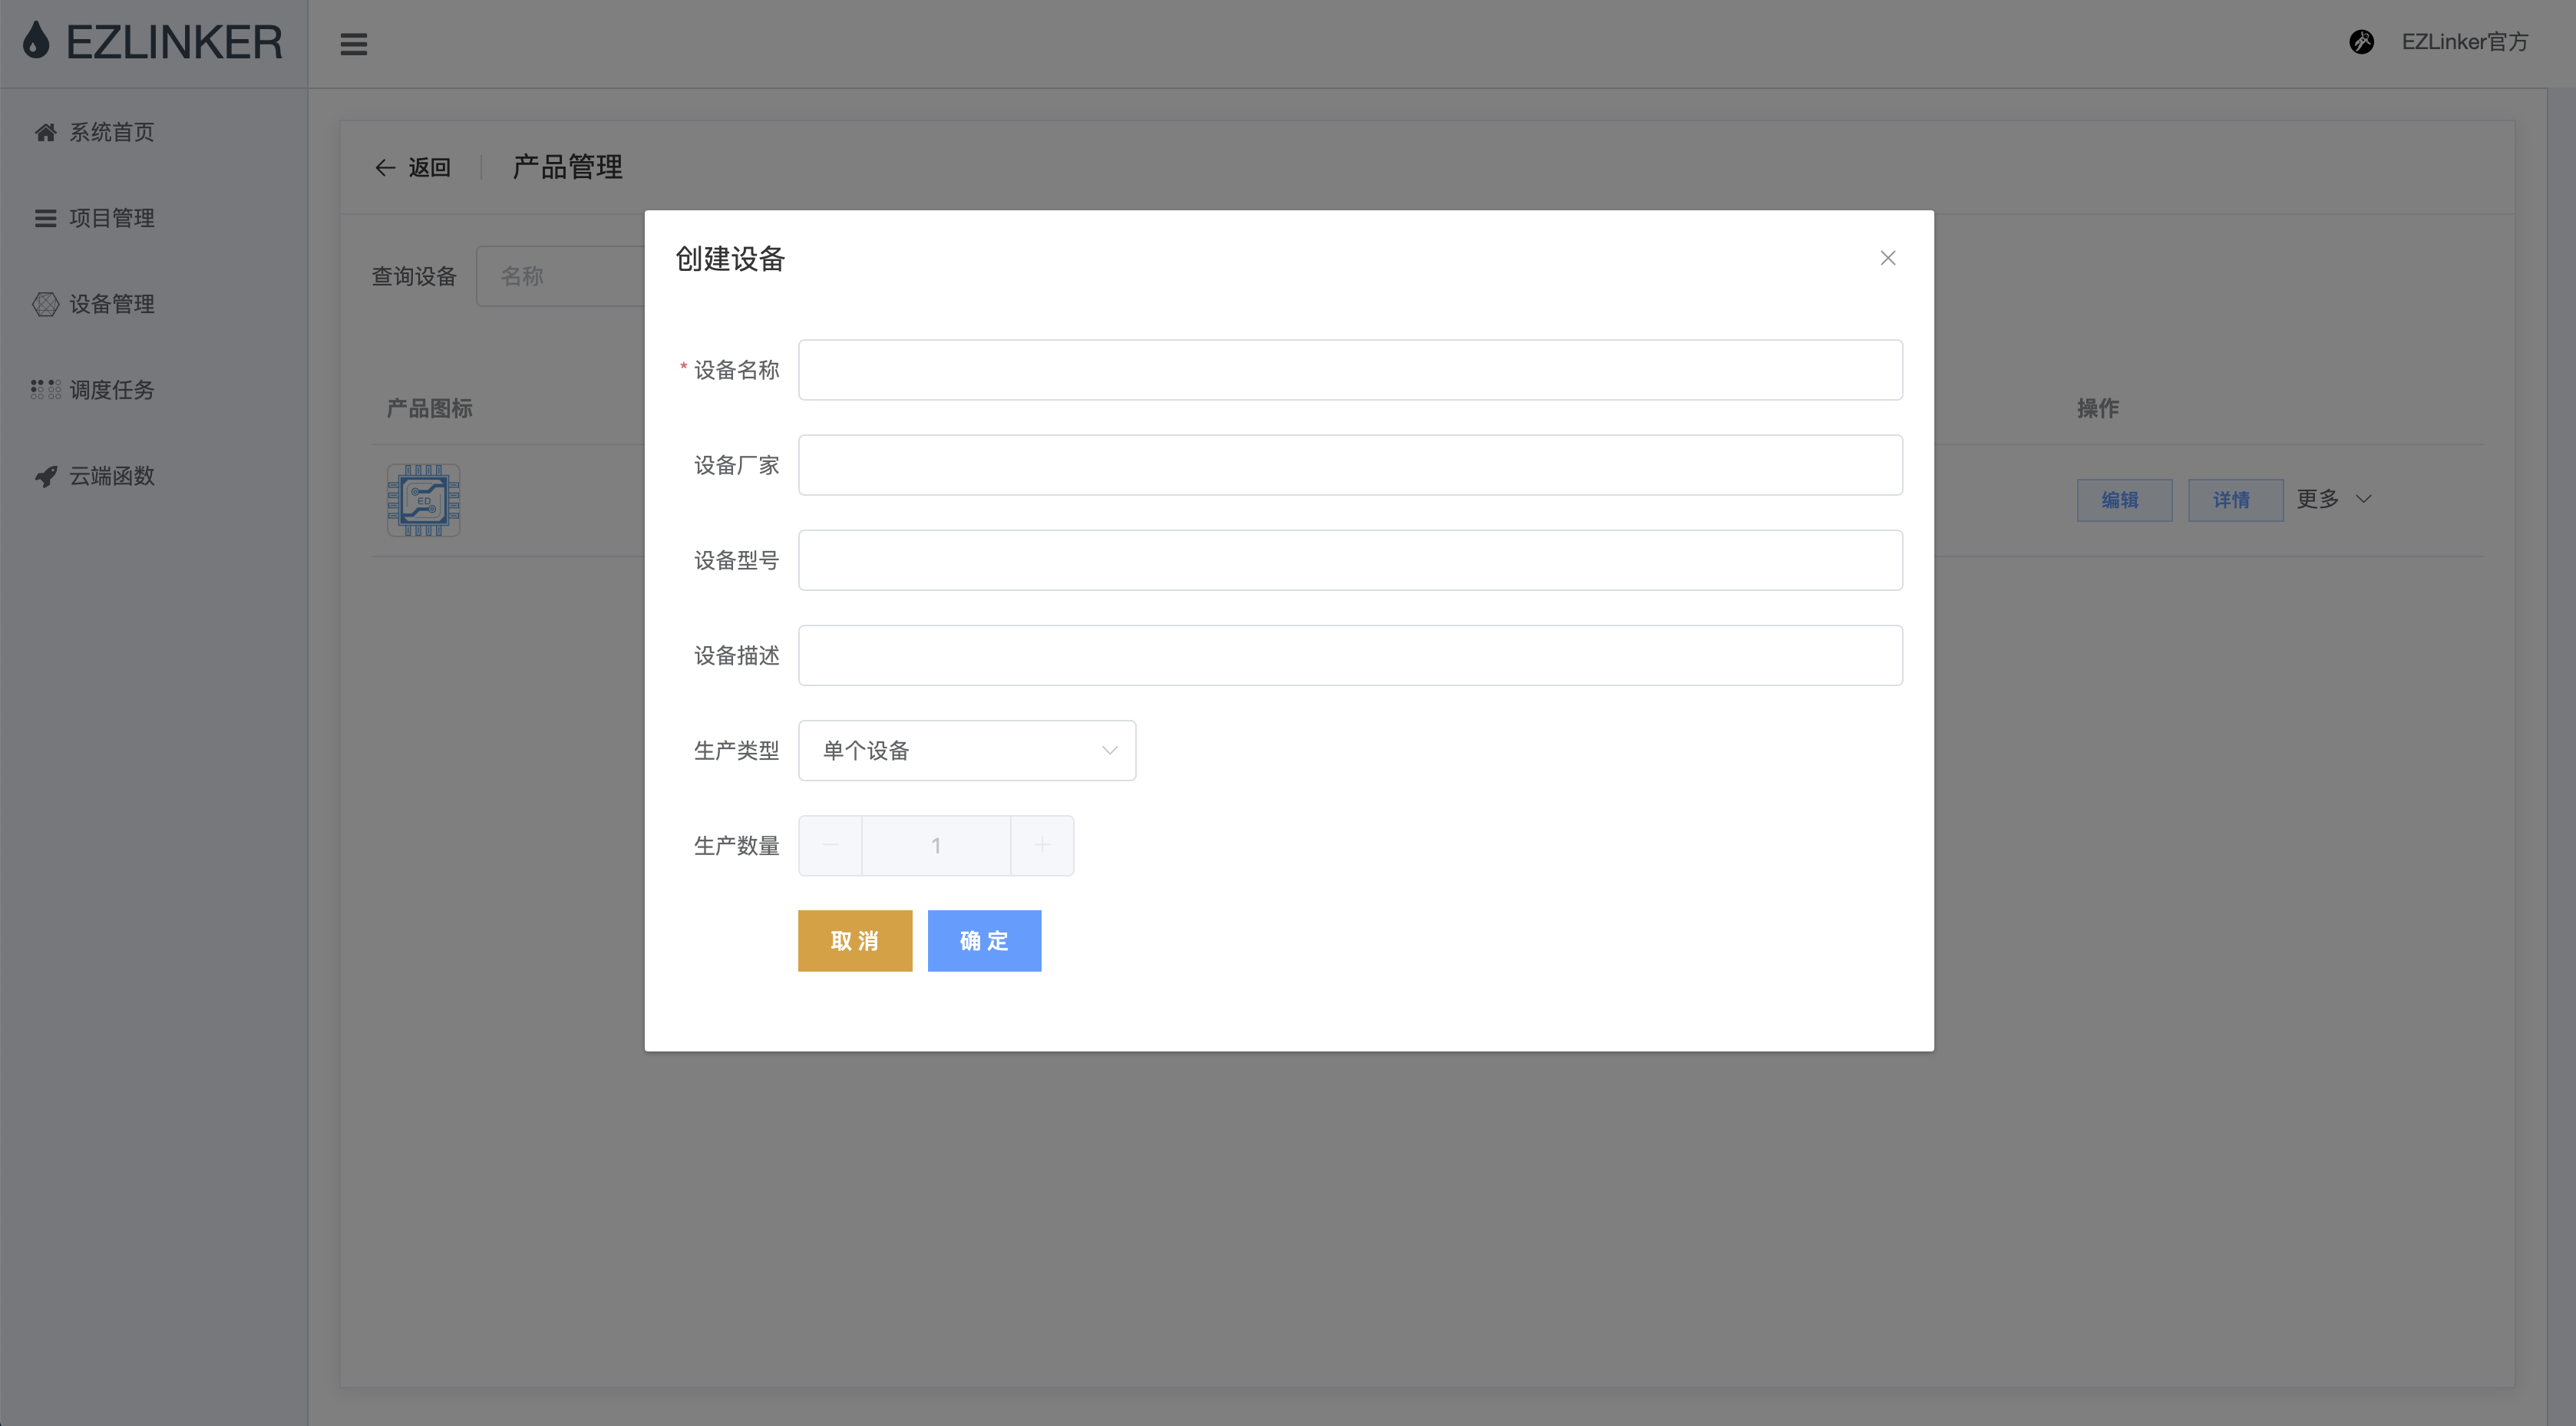 EZLINKER
EZLinker官方
系统首页
项目管理
设备管理
调度任务
云端函数
返回
产品管理
查询设备
名称
产品图标
操作
ED
编辑
详情
更多
创建设备
* 设备名称
设备厂家
设备型号
设备描述
生产类型
单个设备
生产数量
1
取 消
确 定